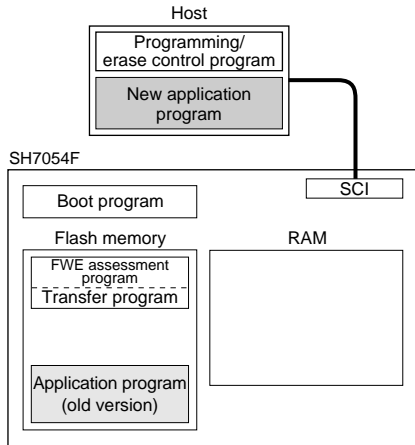 Host
Programming/
erase control program
New application
program
SH7054F
SCI
Boot program
Flash memory
RAM
FWE assessment
program
Transfer program
Application program
(old version)